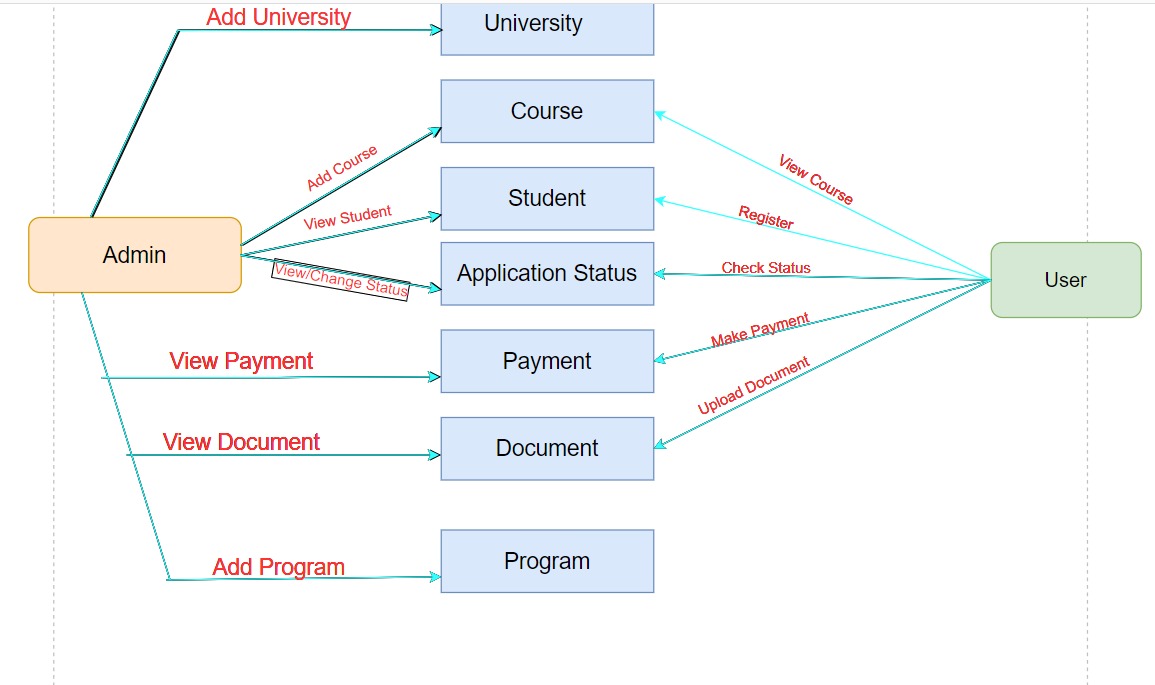 Add University
University
Course
Add Course
View Course
Student
View Student
Register
Admin
Application Status
View/Change Status
Check Status
User
Make Payment
View Payment
Payment
Upload Document
View Document
Document
Add Program
Program